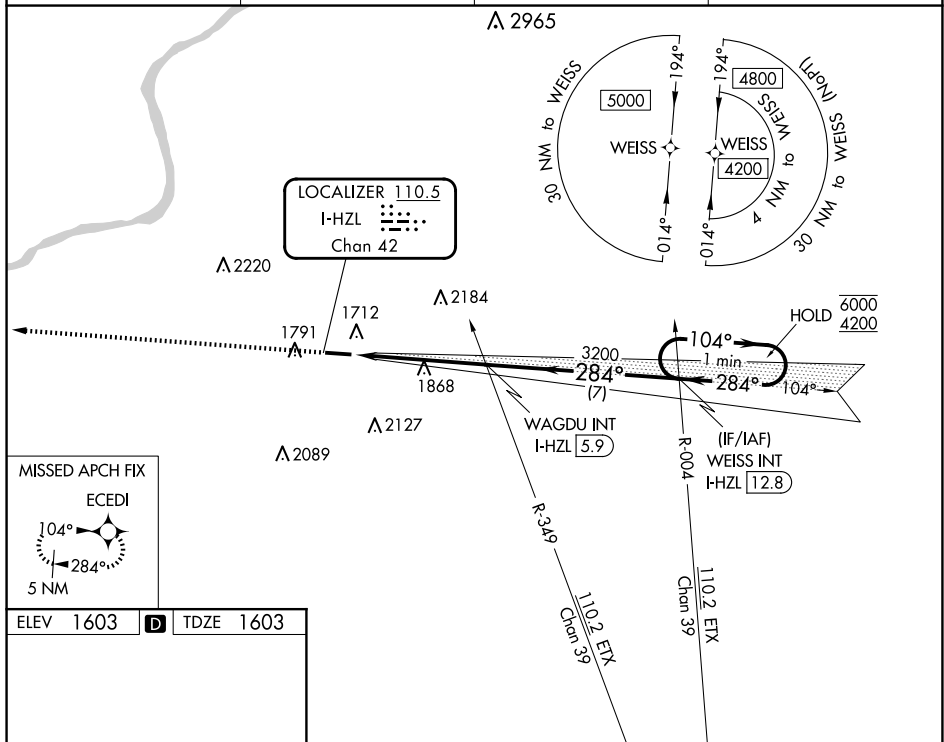 2965
30 NM to WEISS
5000
194°
WEISS
014°
194°
4800
WEISS
4200
4 NM to WEISS
014°
30 NM to WEISS (NoPT)
LOCALIZER 110.5
I-HZL
Chan 42
2220
1791
1712
2184
1868
2127
2089
3200
284°
(7)
104°
1 min
284°
104°
HOLD
6000
4200
WAGDU INT
I-HZL 5.9
(IF/IAF)
WEISS INT
I-HZL 12.8
R-004
R-349
110.2 ETX
Chan 39
110.2 ETX
Chan 39
MISSED APCH FIX
ECEDI
104°
284°
5 NM
ELEV 1603 D TDZE 1603